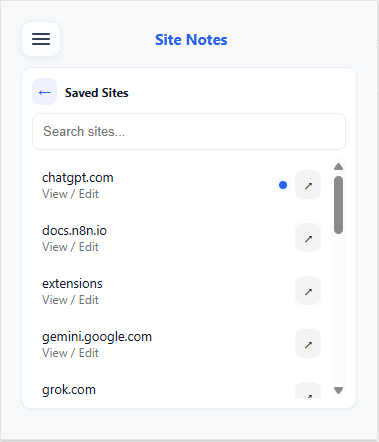 Site Notes
← Saved Sites
Search sites...
chatgpt.com
View / Edit
docs.n8n.io
View / Edit
extensions
View / Edit
gemini.google.com
View / Edit
grok.com